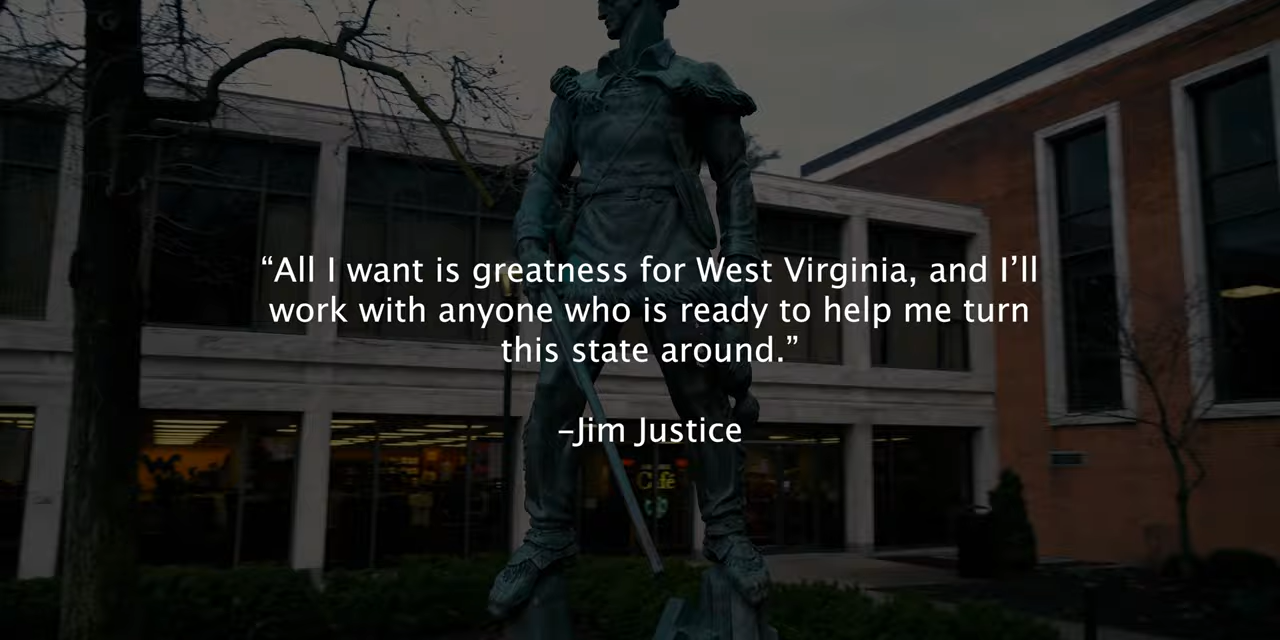 “All I want is greatness for West Virginia, and I’ll
work with anyone who is ready to help me turn
this state around.”
–Jim Justice
Café